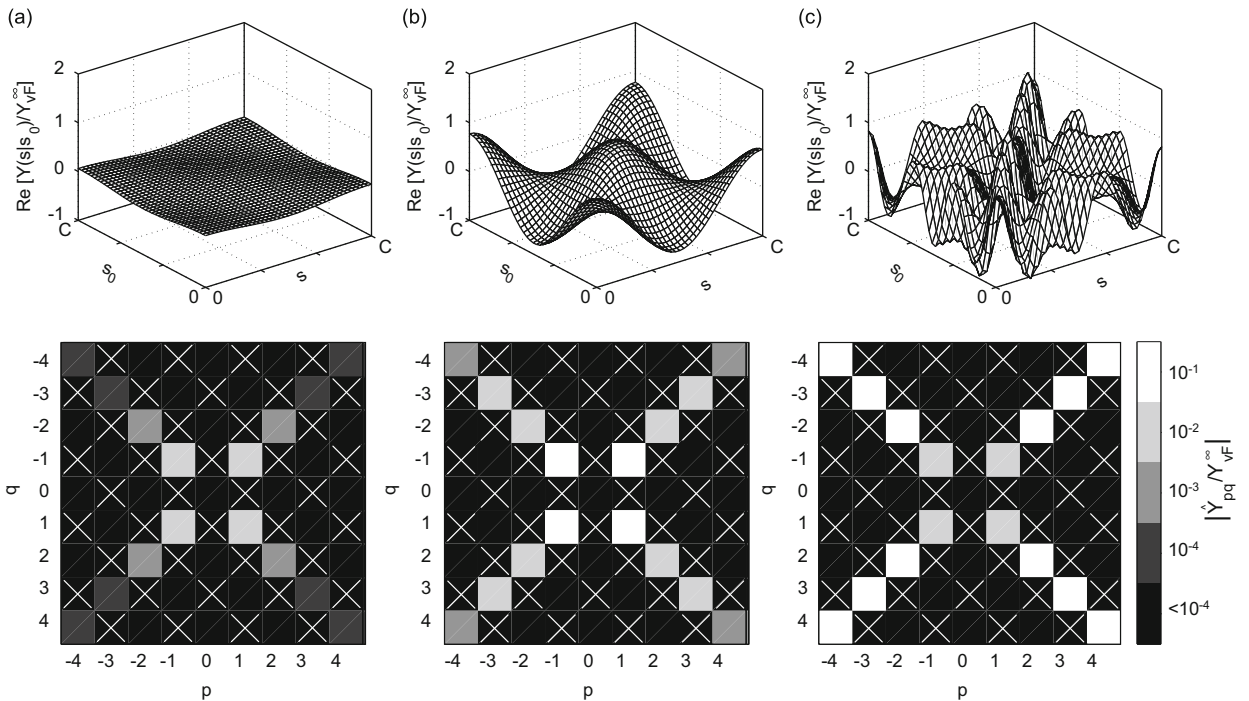 (a)
(b)
(c)
Re [Y(s|s₀)/Y∞vF]
2
1
0
-1
C
s₀
0
0
s
C
Re [Y(s|s₀)/Y∞vF]
2
1
0
-1
C
s₀
0
0
s
C
Re [Y(s|s₀)/Y∞vF]
2
1
0
-1
C
s₀
0
0
s
C
q
-4
-3
-2
-1
0
1
2
3
4
-4 -3 -2 -1 0 1 2 3 4
p
q
-4
-3
-2
-1
0
1
2
3
4
-4 -3 -2 -1 0 1 2 3 4
p
q
-4
-3
-2
-1
0
1
2
3
4
-4 -3 -2 -1 0 1 2 3 4
p
10⁻¹
10⁻²
10⁻³
10⁻⁴
<10⁻⁴
|Ŷpq/Y∞vF|